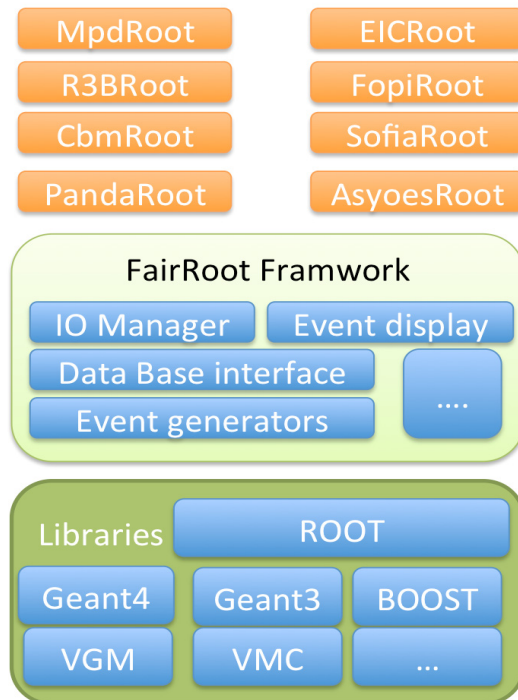 MpdRoot
EICRoot
R3BRoot
FopiRoot
CbmRoot
SofiaRoot
PandaRoot
AsyoesRoot
FairRoot Framwork
IO Manager
Event display
Data Base interface
....
Event generators
Libraries
ROOT
Geant4
Geant3
BOOST
VGM
VMC
...